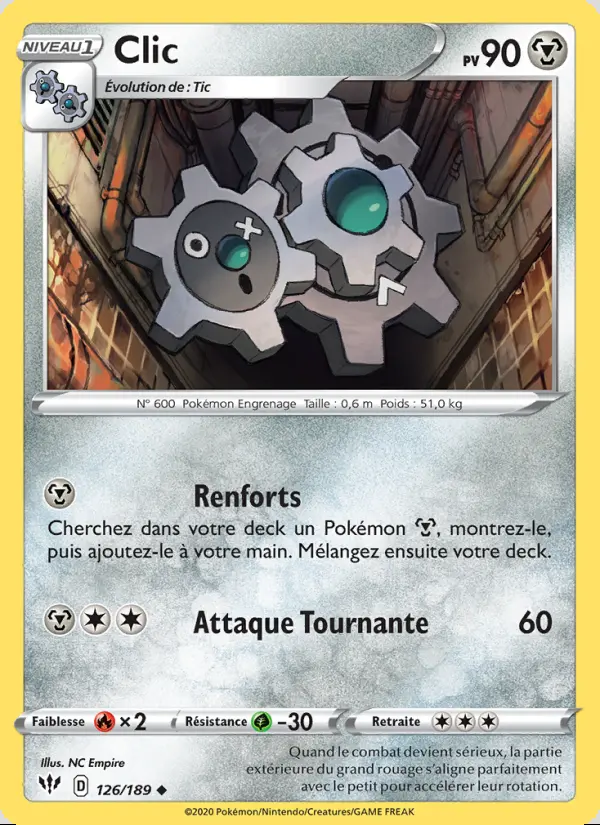 NIVEAU 1
Clic
PV 90
Évolution de : Tic
N° 600 Pokémon Engrenage Taille : 0,6 m Poids : 51,0 kg
Renforts
Cherchez dans votre deck un Pokémon , montrez-le,
puis ajoutez-le à votre main. Mélangez ensuite votre deck.
Attaque Tournante 60
Faiblesse ×2 Résistance -30 Retraite
Illus. NC Empire
D 126/189
Quand le combat devient sérieux, la partie
extérieure du grand rouage s'aligne parfaitement
avec le petit pour accélérer leur rotation.
©2020 Pokémon/Nintendo/Creatures/GAME FREAK